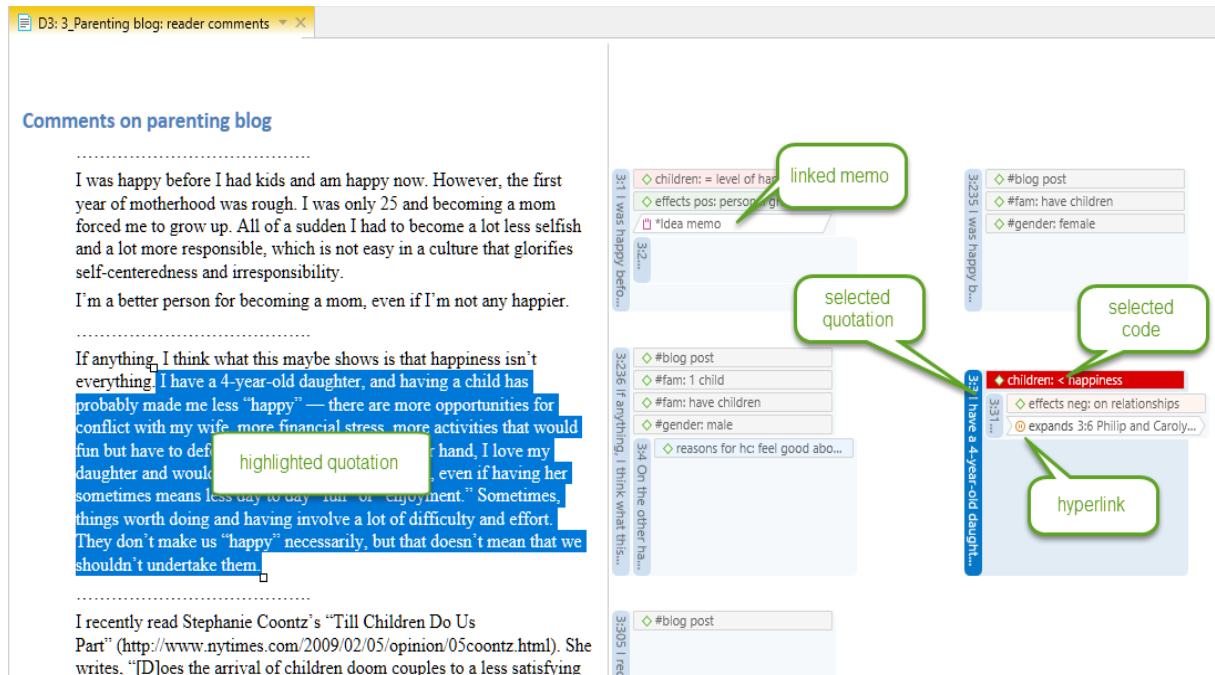 D3: 3_Parenting blog: reader comments
Comments on parenting blog
……………………………………
I was happy before I had kids and am happy now. However, the first
year of motherhood was rough. I was only 25 and becoming a mom
forced me to grow up. All of a sudden I had to become a lot less selfish
and a lot more responsible, which is not easy in a culture that glorifies
self-centeredness and irresponsibility.
I’m a better person for becoming a mom, even if I’m not any happier.
……………………………………
If anything, I think what this maybe shows is that happiness isn’t
everything. I have a 4-year-old daughter, and having a child has
probably made me less “happy” — there are more opportunities for
conflict with my wife, more financial stress, more activities that would
fun but have to hand, I love my
daughter and , even if having her
sometimes means less day to day “fun” or “enjoyment.” Sometimes,
things worth doing and having involve a lot of difficulty and effort.
They don’t make us “happy” necessarily, but that doesn’t mean that we
shouldn’t undertake them.
……………………………………
I recently read Stephanie Coontz’s “Till Children Do Us
Part” (http://www.nytimes.com/2009/02/05/opinion/05coontz.html). She
writes, “[D]oes the arrival of children doom couples to a less satisfying
highlighted quotation
3:1 I was happy befo...
children: = level of
effects pos:
*Idea memo
3:2...
linked memo
3:235 I was happy b...
#blog post
#fam: have children
#gender: female
selected
quotation
selected
code
3:236 If anything, I think what this...
#blog post
#fam: 1 child
#fam: have children
#gender: male
3:4 On the other ha...
reasons for hc: feel good abo...
3:3 I have a 4-year-old daught...
children: < happiness
3:31...
effects neg: on relationships
expands 3:6 Philip and Caroly...
hyperlink
3:305 I rec
#blog post